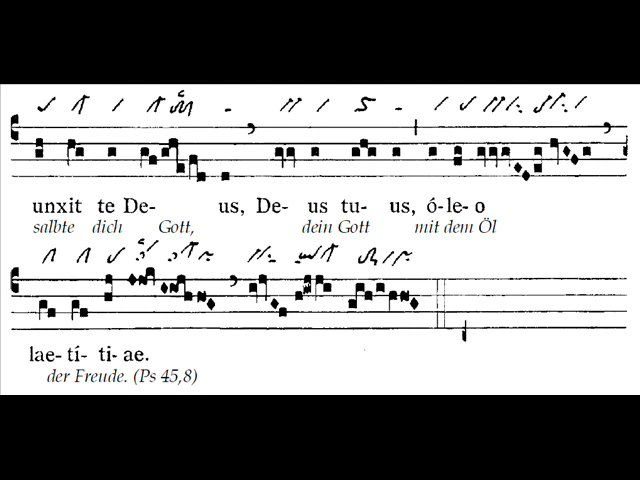 unxit te De- us, De- us tu- us, ó-le- o
salbte dich Gott, dein Gott mit dem Öl
lae- tí- ti- ae.
der Freude. (Ps 45,8)